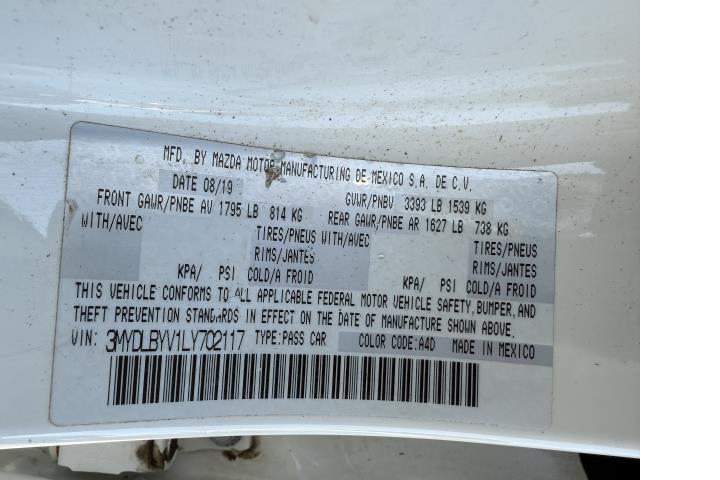 MFD. BY MAZDA MOTOR MANUFACTURING DE MEXICO S.A. DE C.V.
DATE 08/19 GVWR/PNBV 3393 LB 1539 KG
FRONT GAWR/PNBE AV 1795 LB 814 KG REAR GAWR/PNBE AR 1627 LB 738 KG
WITH/AVEC TIRES/PNEUS WITH/AVEC TIRES/PNEUS
RIMS/JANTES RIMS/JANTES
KPA/ PSI COLD/A FROID KPA/ PSI COLD/A FROID
THIS VEHICLE CONFORMS TO ALL APPLICABLE FEDERAL MOTOR VEHICLE SAFETY, BUMPER, AND
THEFT PREVENTION STANDARDS IN EFFECT ON THE DATE OF MANUFACTURE SHOWN ABOVE.
VIN: 3MYDLBYV1LY702117 TYPE:PASS CAR COLOR CODE:A4D MADE IN MEXICO